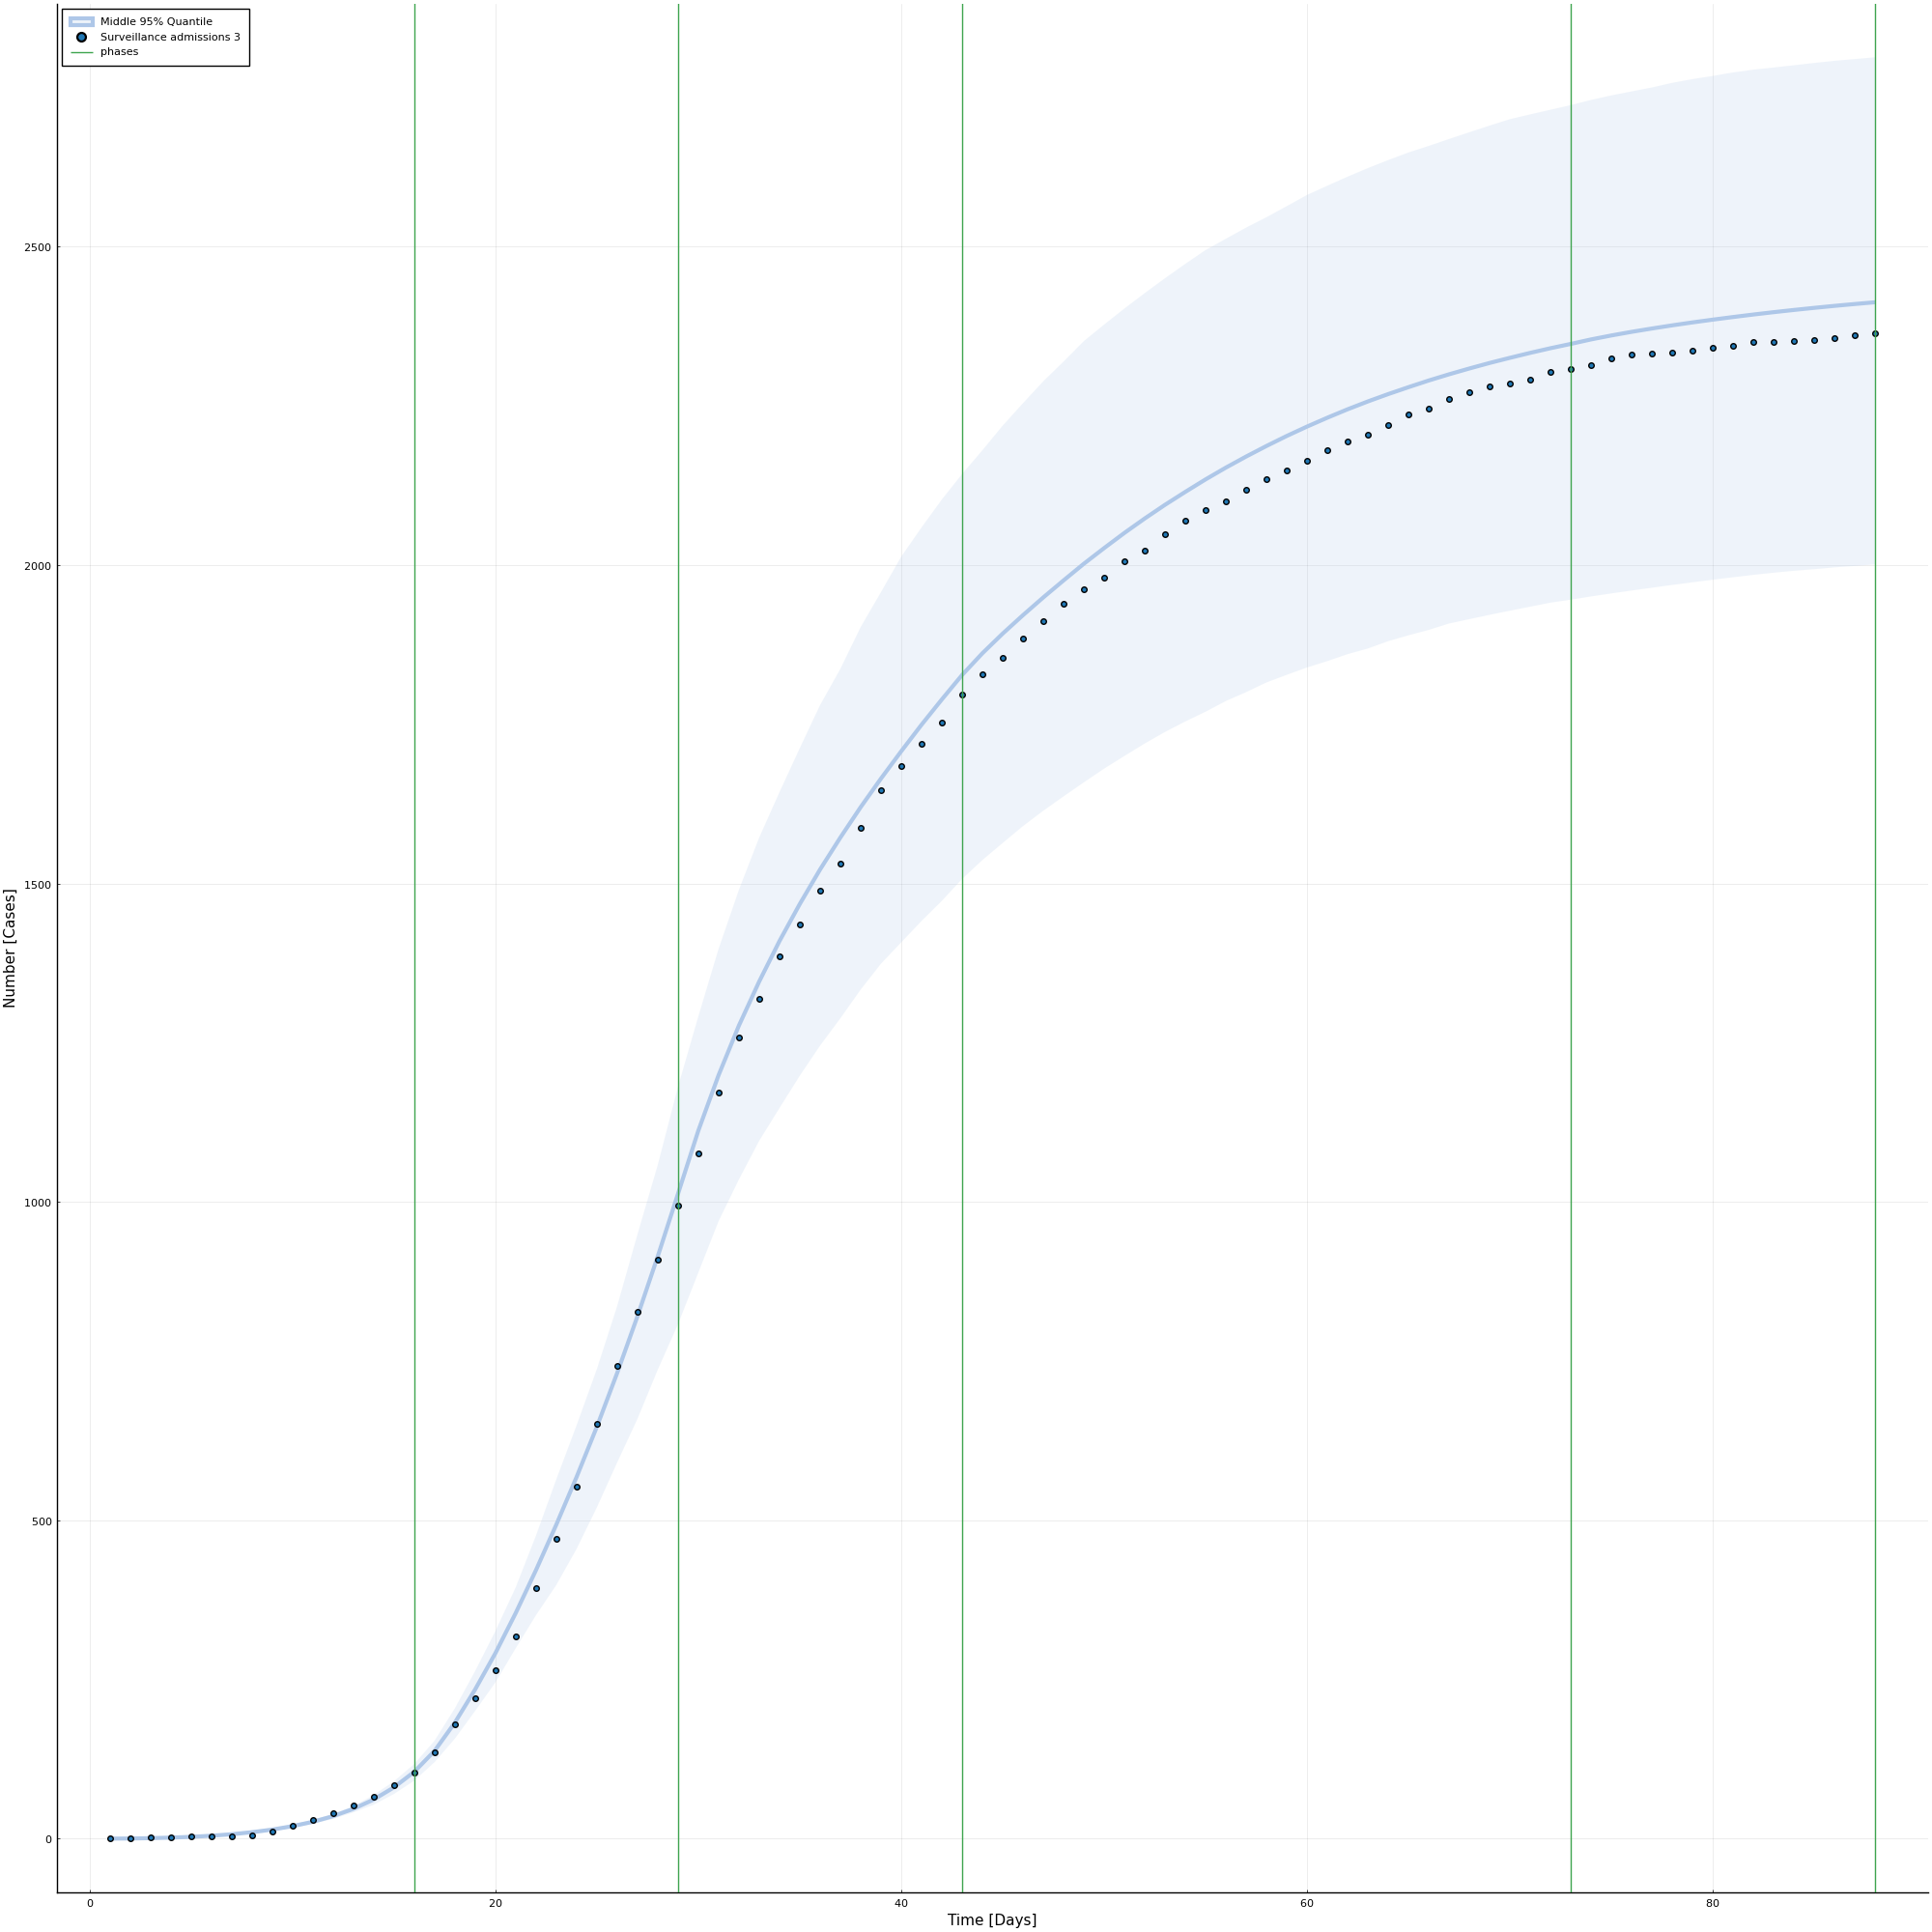 Middle 95% Quantile
Surveillance admissions 3
phases
2500
2000
1500
1000
500
0
Number [Cases]
0 20 40 60 80
Time [Days]